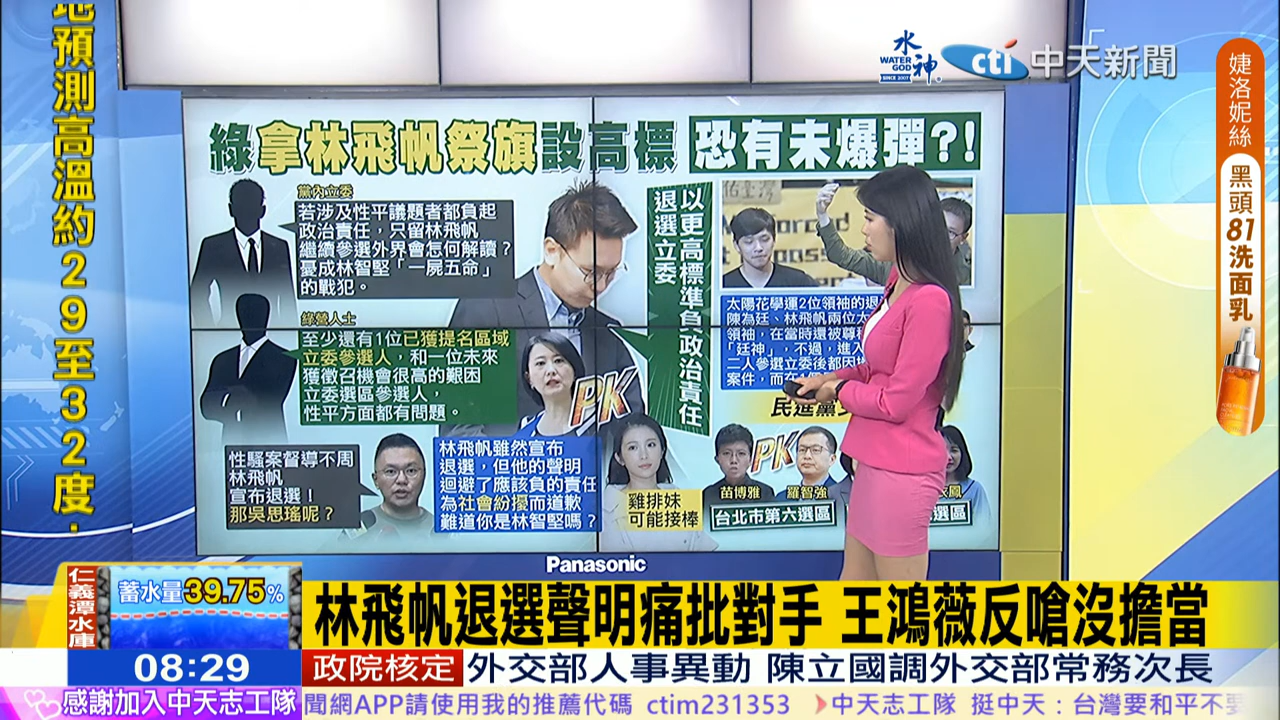 地預測高溫約29至32度.
水神
WATER GOD
SINCE 2007
cti 中天新聞
婕洛妮絲
黑頭81洗面乳
綠拿林飛帆祭旗設高標 恐有未爆彈?!
黨內立委
若涉及性平議題者都負起
政治責任，只留林飛帆
繼續參選外界會怎何解讀？
憂成林智堅「一屍五命」
的戰犯。
綠營人士
至少還有1位已獲提名區域
立委參選人，和一位未來
獲徵召機會很高的艱困
立委選區參選人，
性平方面都有問題。
以更高標準負政治責任
退選立委
太陽花學運2位領袖的退
陳為廷、林飛帆兩位太
領袖，在當時還被尊稱
「廷神」，不過，進入
二人參選立委後都因
案件，而在
民進黨
PK
性騷案督導不周
林飛帆
宣布退選！
那吳思瑤呢？
林飛帆雖然宣布
退選，但他的聲明
迴避了應該負的責任
為社會紛擾而道歉
難道你是林智堅嗎？
雞排妹
可能接棒
PK
苗博雅
羅智強
台北市第六選區
選區
Panasonic
仁義潭水庫
蓄水量39.75%
林飛帆退選聲明痛批對手 王鴻薇反嗆沒擔當
08:29
政院核定 外交部人事異動 陳立國調外交部常務次長
感謝加入中天志工隊
聞網APP請使用我的推薦代碼 ctim231353 中天志工隊 挺中天：台灣要和平不要